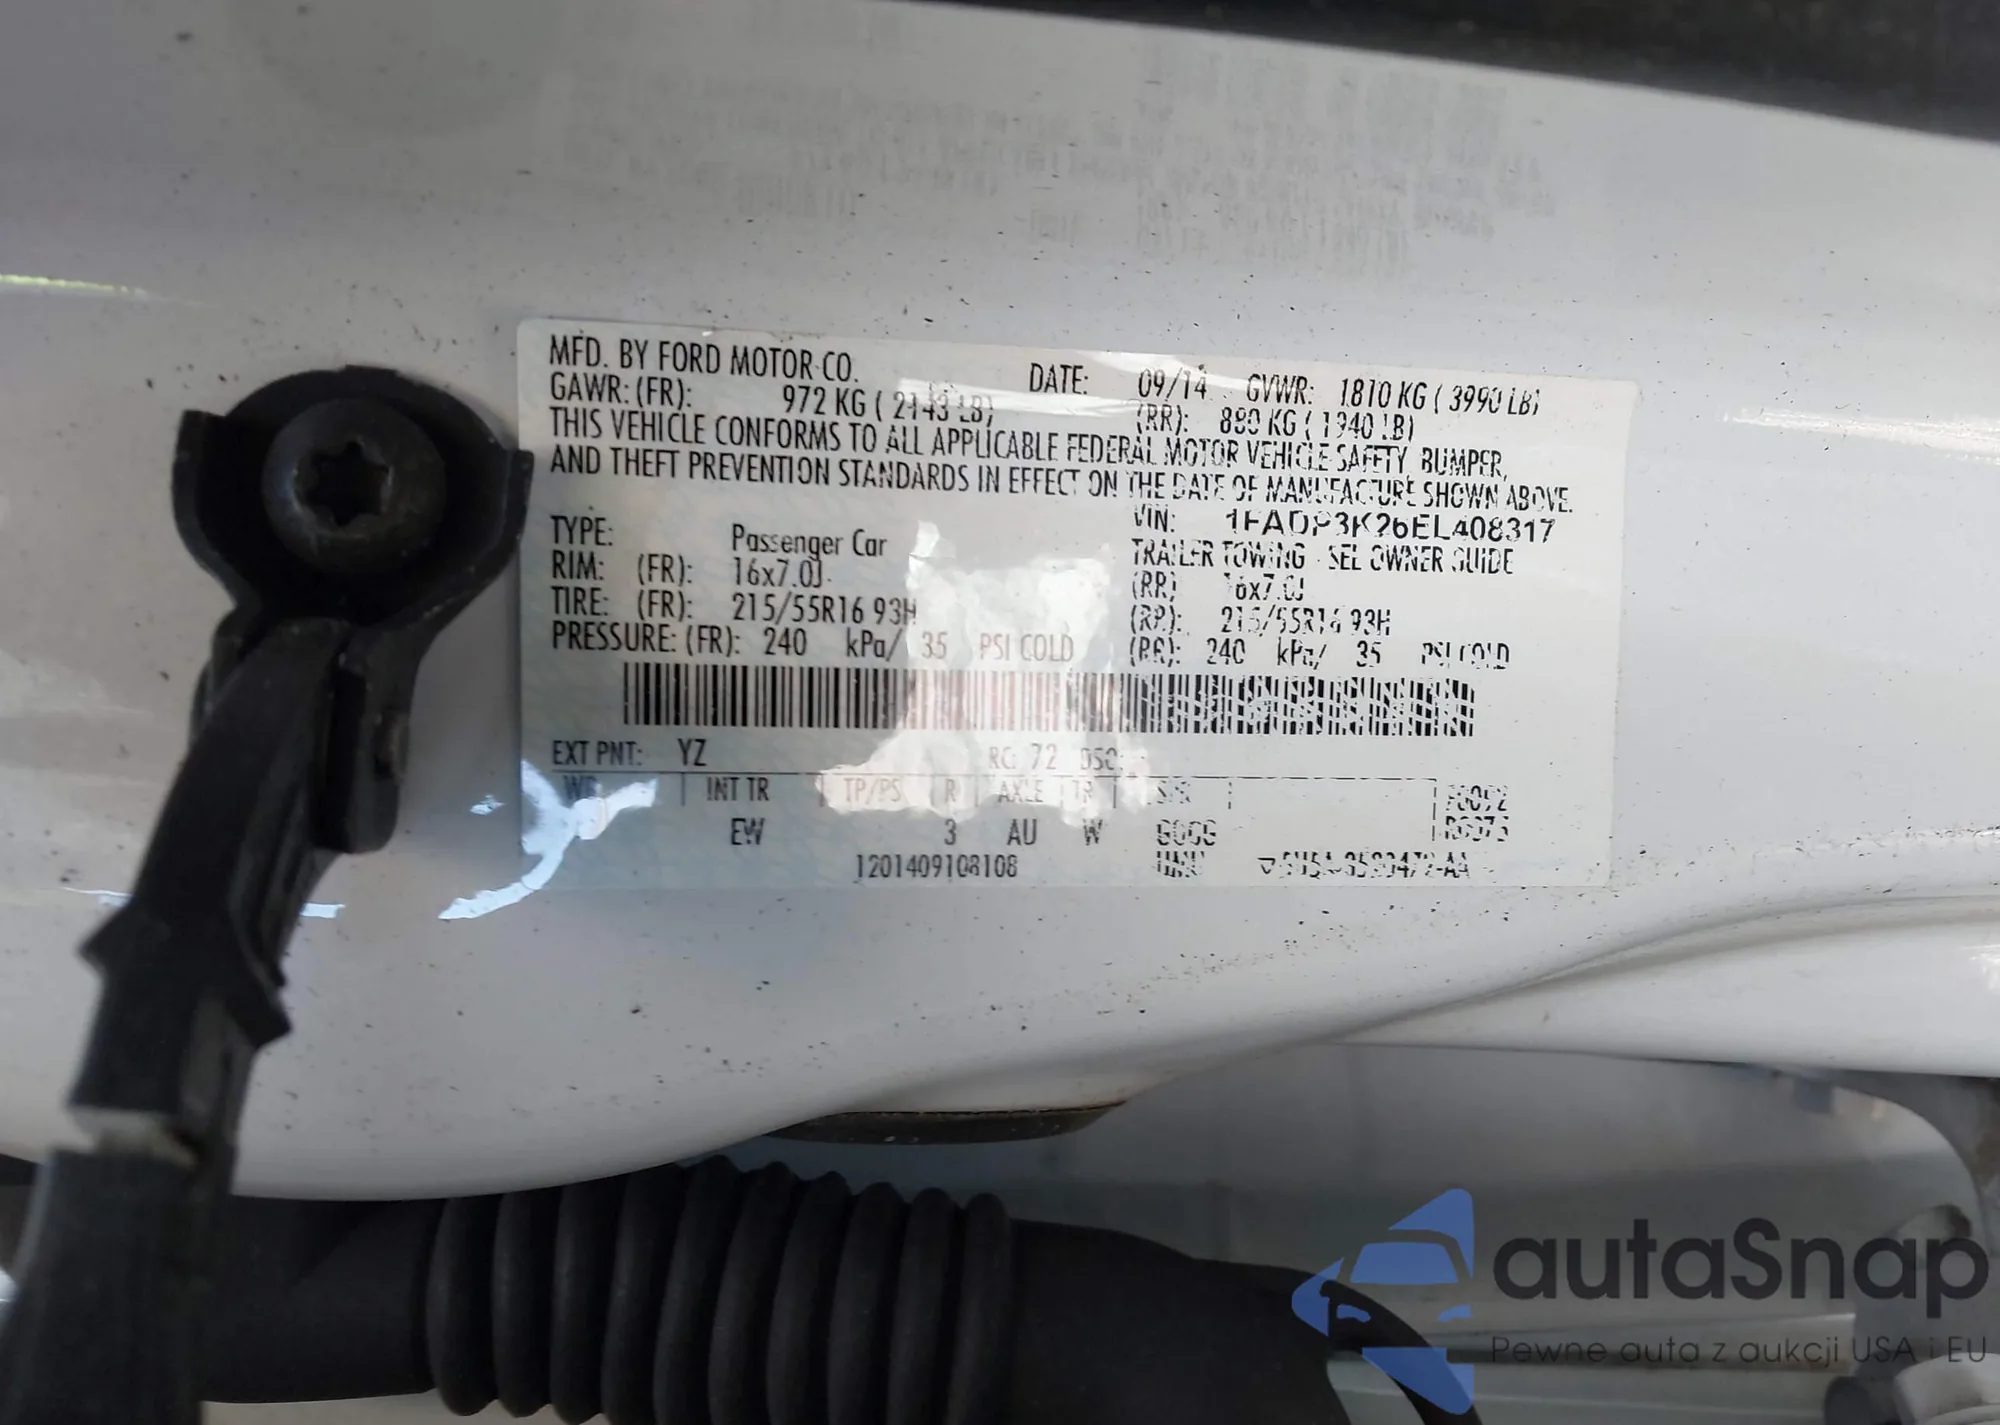 MFD. BY FORD MOTOR CO. DATE: 09/14 GVWR: 1810 KG ( 3990 LB)
GAWR: (FR): 972 KG ( 2143 LB) (RR): 880 KG ( 1940 LB)
THIS VEHICLE CONFORMS TO ALL APPLICABLE FEDERAL MOTOR VEHICLE SAFETY, BUMPER,
AND THEFT PREVENTION STANDARDS IN EFFECT ON THE DATE OF MANUFACTURE SHOWN ABOVE.
VIN: 1FADP3K26EL408317
TYPE: Passenger Car TRAILER TOWING - SEE OWNER GUIDE
RIM: (FR): 16x7.0J (RR) 16x7.0J
TIRE: (FR): 215/55R16 93H (RR): 215/55R16 93H
PRESSURE: (FR): 240 kPa/ 35 PSI COLD (RR): 240 kPa/ 35 PSI COLD
EXT PNT: YZ RC: 72 DSO:
WB INT TR TP/PS R AXLE TR SPR
EW 3 AU W
1201409108108
autaSnap
Pewne auta z aukcji USA i EU